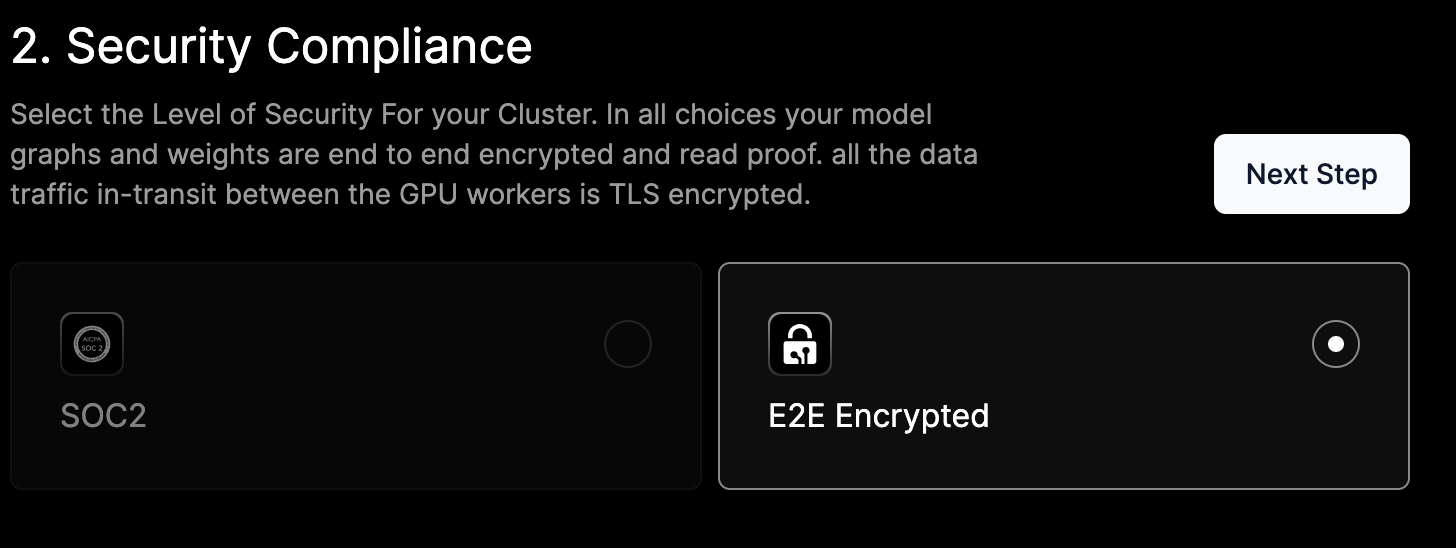 2. Security Compliance
Select the Level of Security For your Cluster. In all choices your model
graphs and weights are end to end encrypted and read proof. all the data
traffic in-transit between the GPU workers is TLS encrypted.
Next Step
AICPA
SOC 2
SOC2
E2E Encrypted